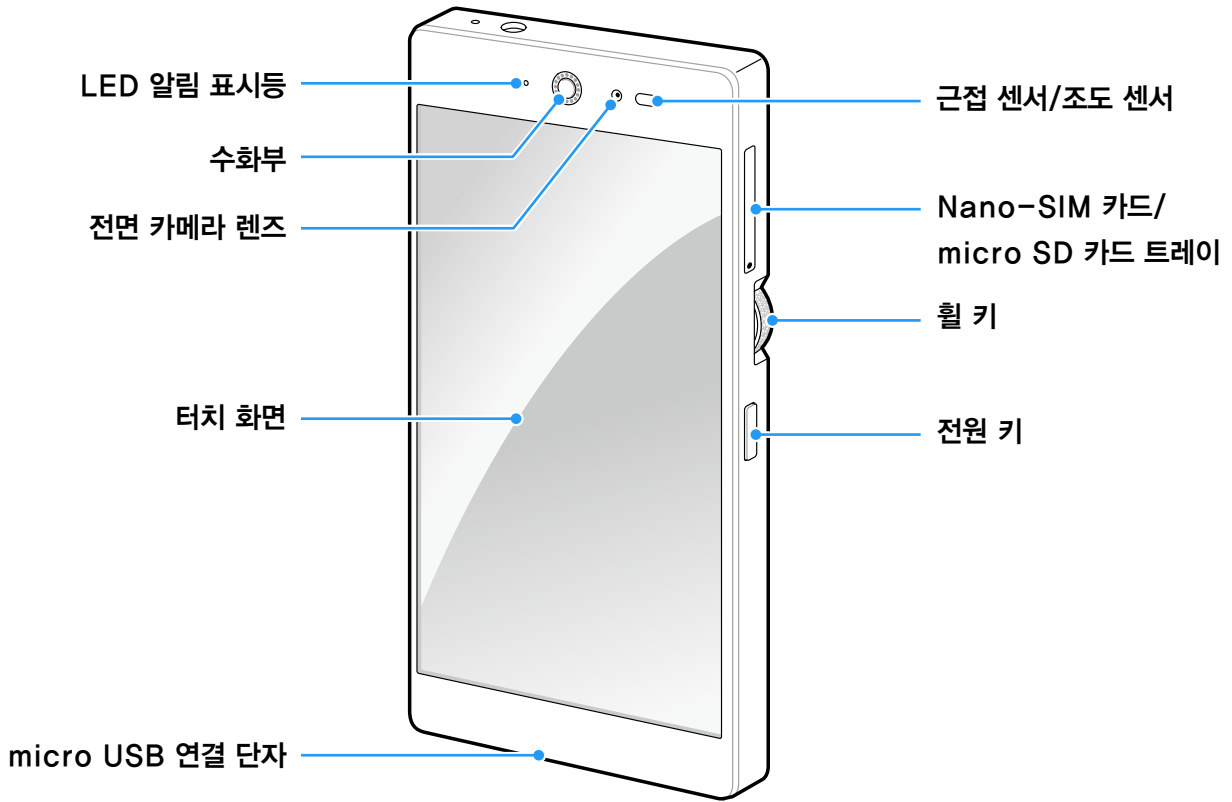 LED 알림 표시등
수화부
전면 카메라 렌즈
터치 화면
micro USB 연결 단자
근접 센서/조도 센서
Nano-SIM 카드/
micro SD 카드 트레이
휠 키
전원 키